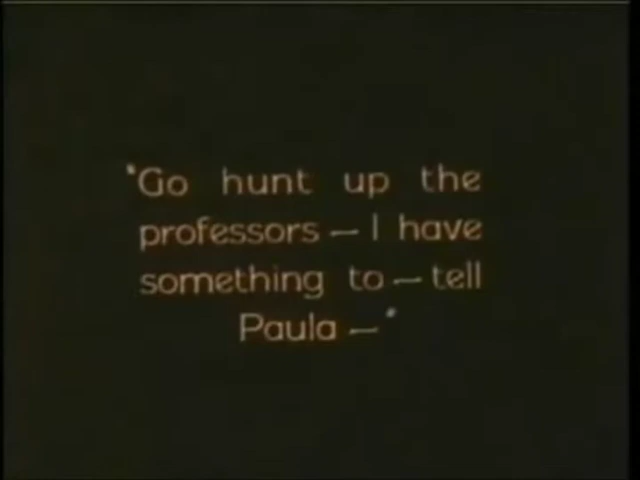 'Go hunt up the
professors — I have
something to — tell
Paula —'